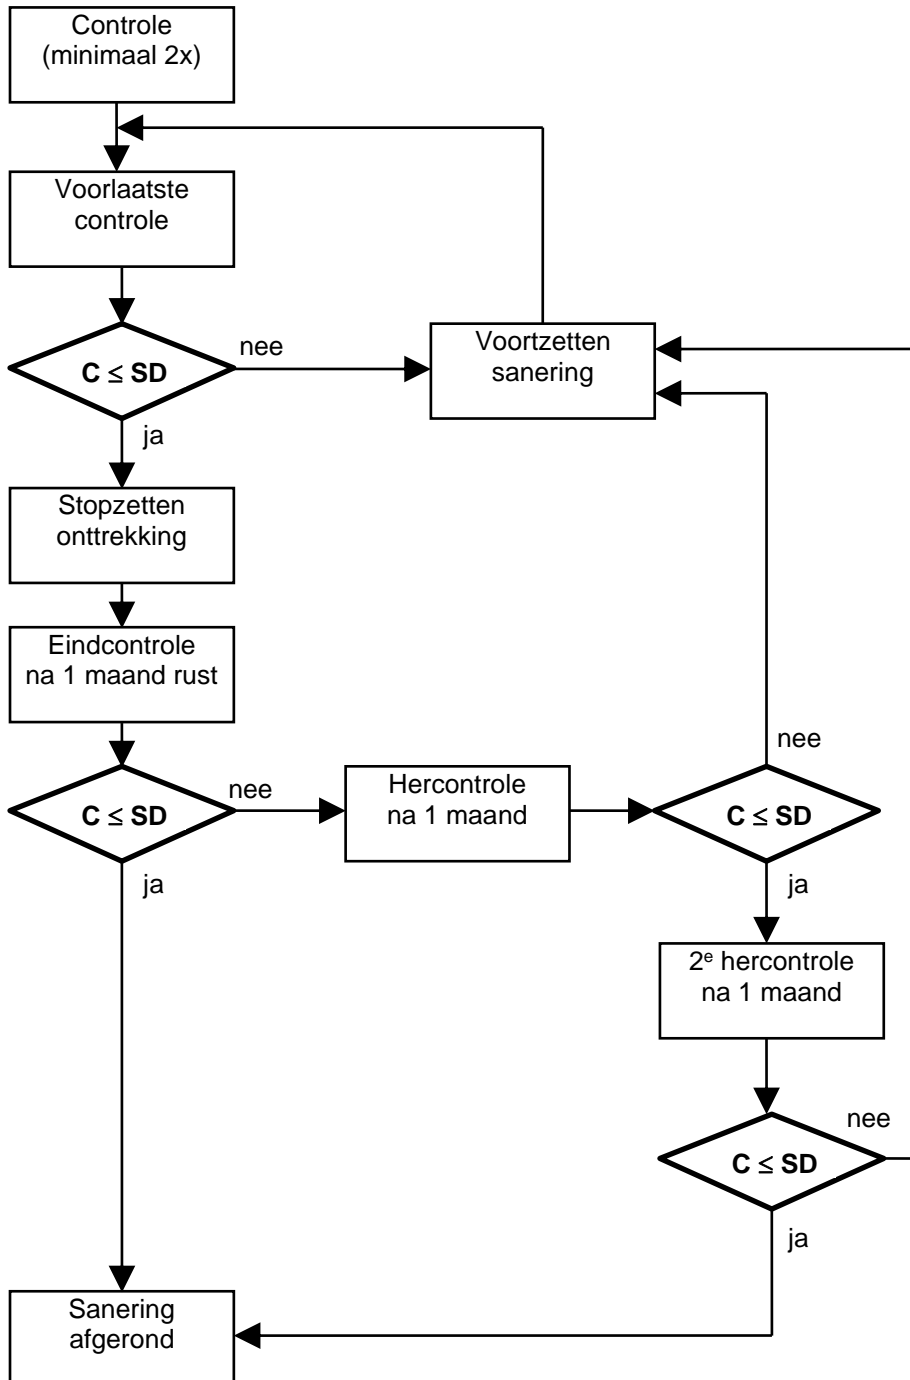 Controle
(minimaal 2x)
Voorlaatste
controle
C ≤ SD
nee
Voortzetten
sanering
ja
Stopzetten
onttrekking
Eindcontrole
na 1 maand rust
C ≤ SD
nee
Hercontrole
na 1 maand
nee
C ≤ SD
ja
ja
2e hercontrole
na 1 maand
C ≤ SD
nee
ja
Sanering
afgerond